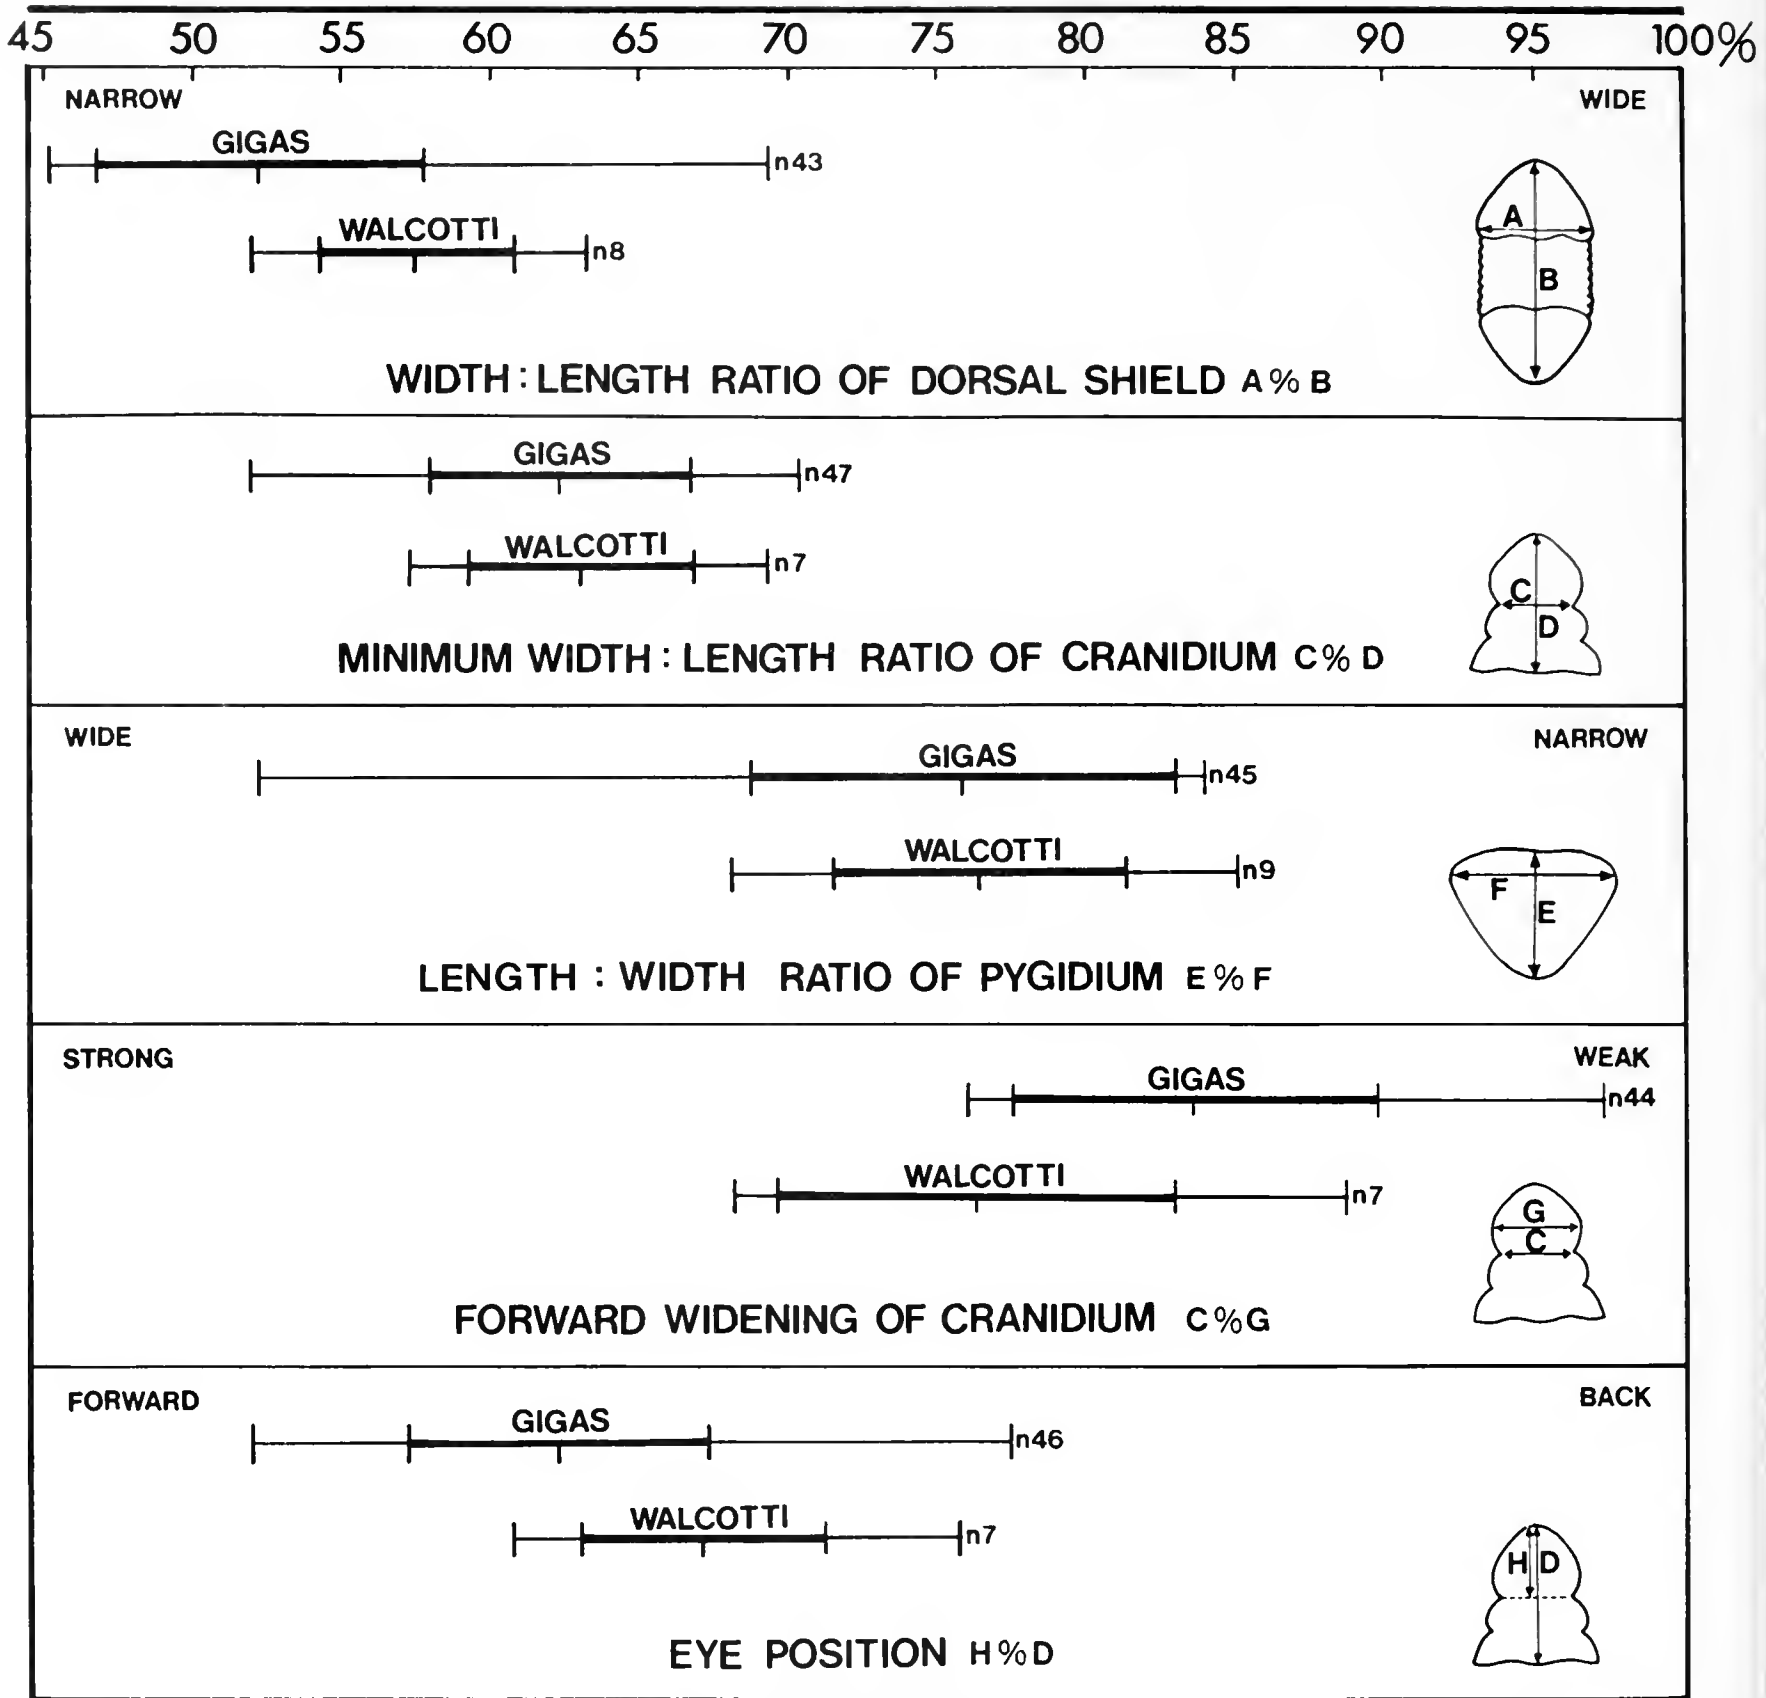 45 50 55 60 65 70 75 80 85 90 95 100%
NARROW WIDE
GIGAS
n43
WALCOTTI
n8
A
B
WIDTH : LENGTH RATIO OF DORSAL SHIELD A % B
GIGAS
n47
WALCOTTI
n7
C
D
MINIMUM WIDTH : LENGTH RATIO OF CRANIDIUM C % D
WIDE NARROW
GIGAS
n45
WALCOTTI
n9
F
E
LENGTH : WIDTH RATIO OF PYGIDIUM E % F
STRONG WEAK
GIGAS
n44
WALCOTTI
n7
G
C
FORWARD WIDENING OF CRANIDIUM C % G
FORWARD BACK
GIGAS
n46
WALCOTTI
n7
H D
EYE POSITION H % D